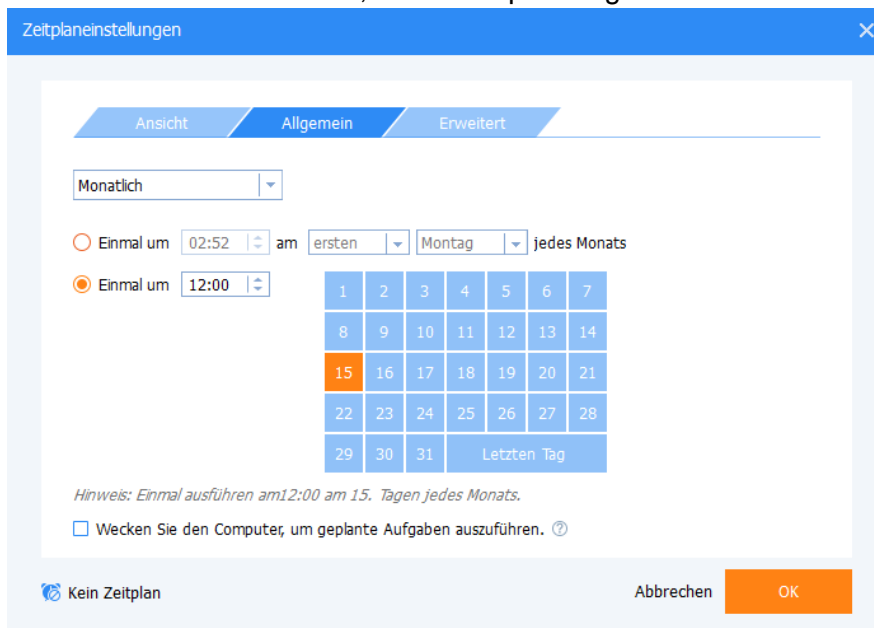 Zeitplaneinstellungen
Ansicht Allgemein Erweitert
Monatlich
Einmal um 02:52 am ersten Montag jedes Monats
Einmal um 12:00
1 2 3 4 5 6 7
8 9 10 11 12 13 14
15 16 17 18 19 20 21
22 23 24 25 26 27 28
29 30 31 Letzten Tag
Hinweis: Einmal ausführen am12:00 am 15. Tagen jedes Monats.
Wecken Sie den Computer, um geplante Aufgaben auszuführen. ?
Kein Zeitplan Abbrechen OK